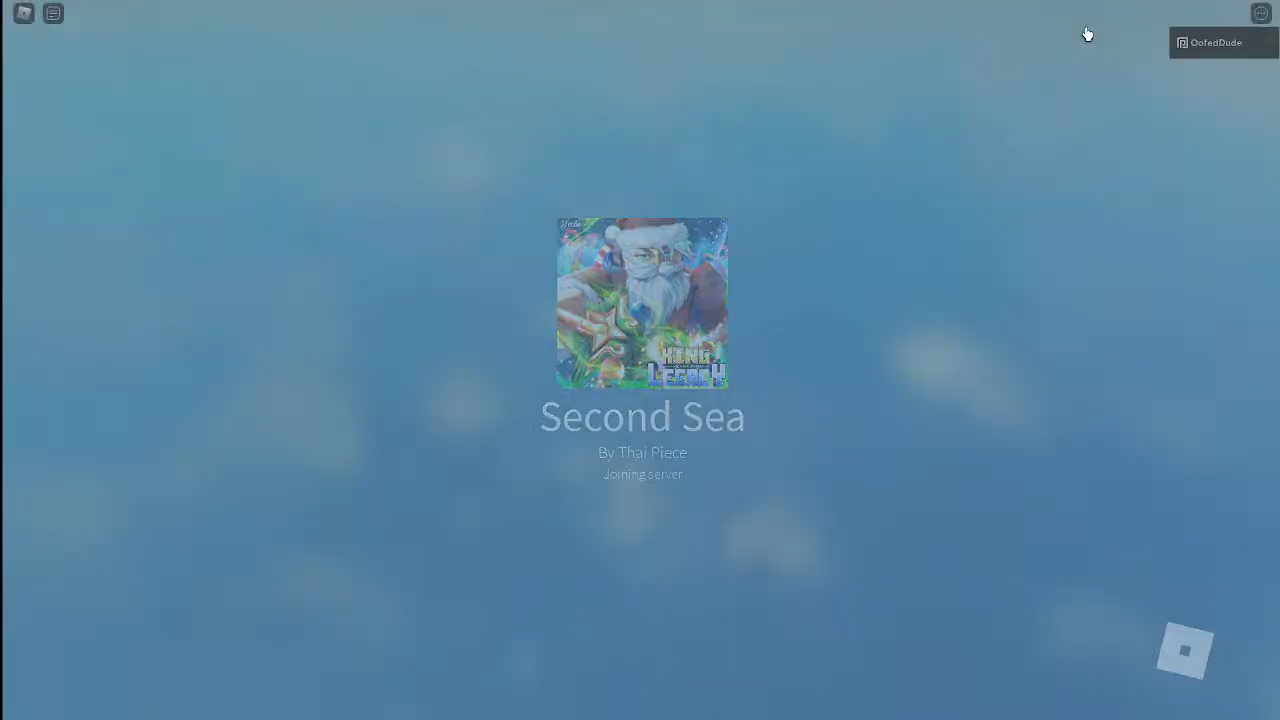 OofedDude
KING
LEGACY
Second Sea
By Thai Piece
Joining server